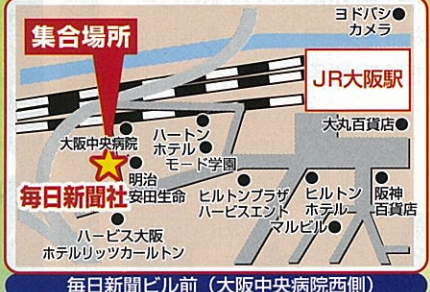 ヨドバシ
カメラ
集合場所
JR大阪駅
大阪中央病院
ハートン
ホテル
モード学園
大丸百貨店
毎日新聞社
明治
安田生命
ヒルトンプラザ
ハービスエント
ヒルトン
ホテル
マルビル
阪神
百貨店
ハービス大阪
ホテルリッツカールトン
毎日新聞ビル前（大阪中央病院西側）